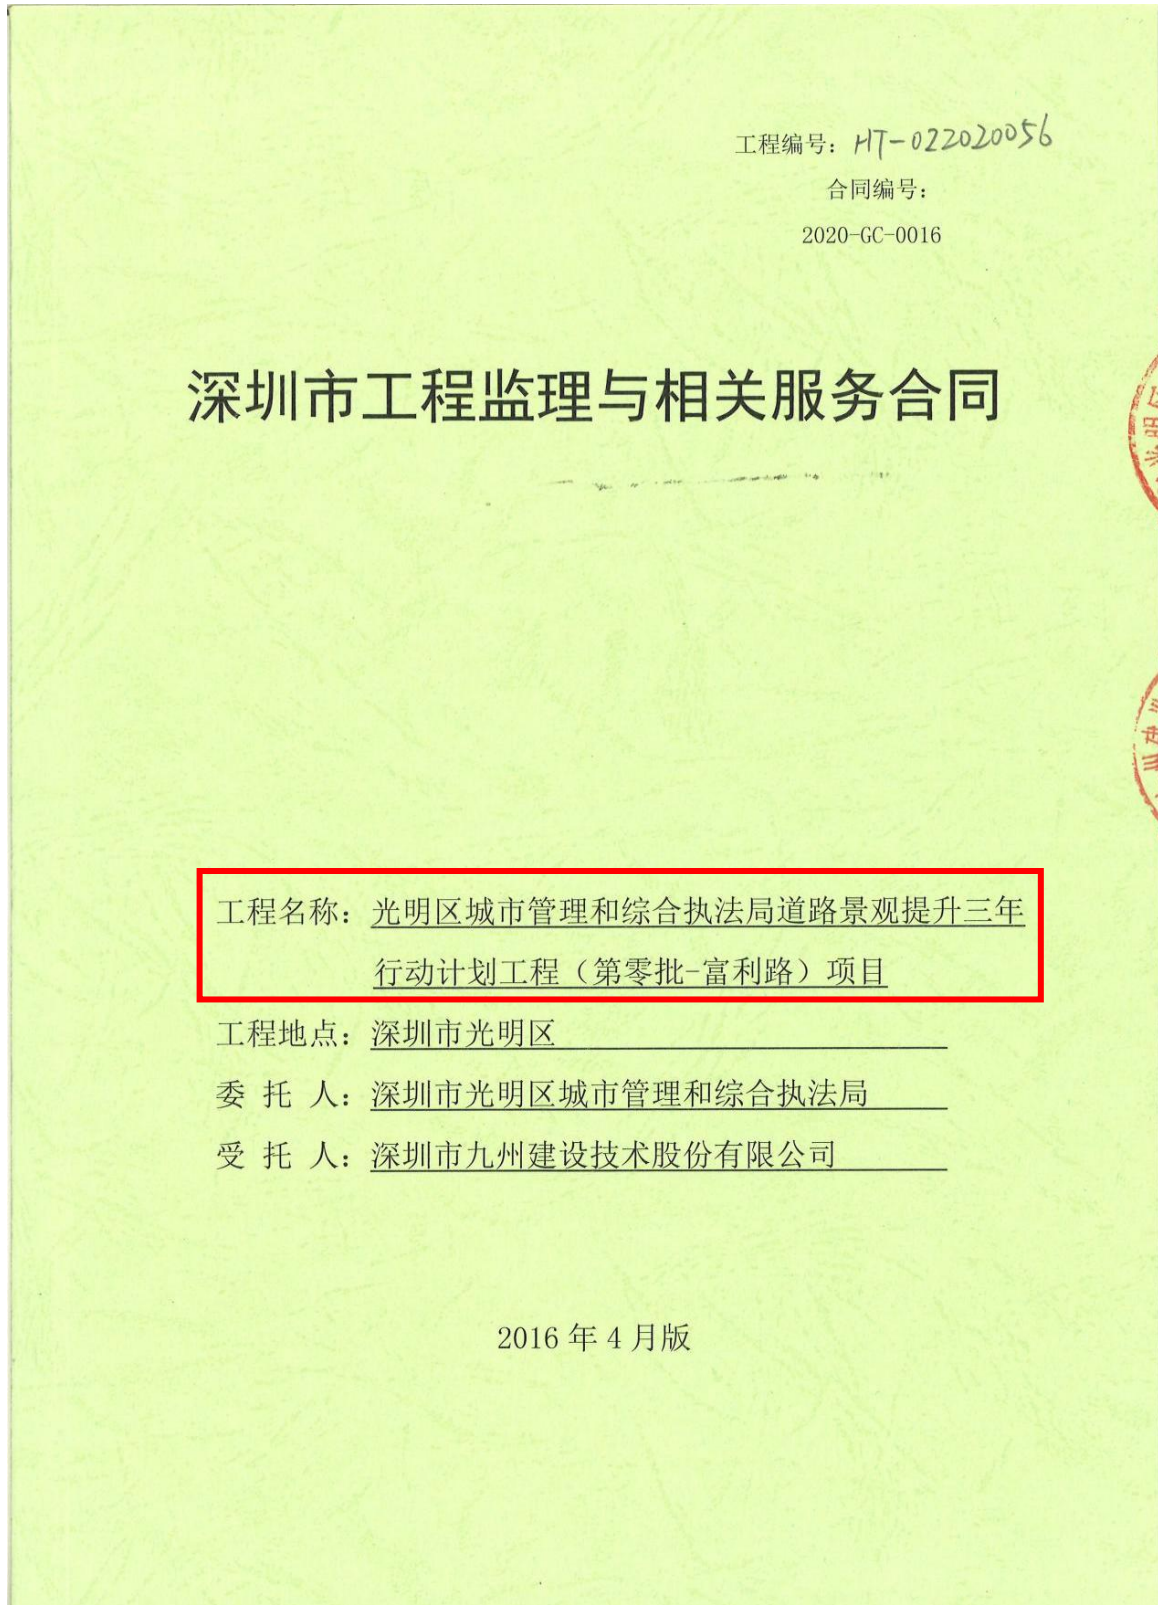 工程编号：HT-022020056
合同编号：
2020-GC-0016
深圳市工程监理与相关服务合同
工程名称：光明区城市管理和综合执法局道路景观提升三年
行动计划工程（第零批-富利路）项目
工程地点：深圳市光明区
委 托 人：深圳市光明区城市管理和综合执法局
受 托 人：深圳市九州建设技术股份有限公司
2016 年 4 月版